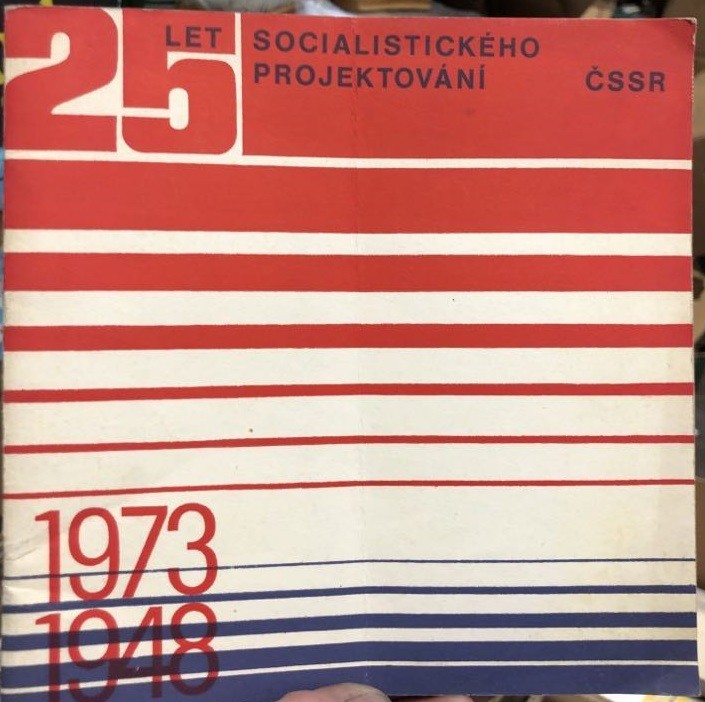 25 LET SOCIALISTICKÉHO
PROJEKTOVÁNÍ ČSSR
1973
1948